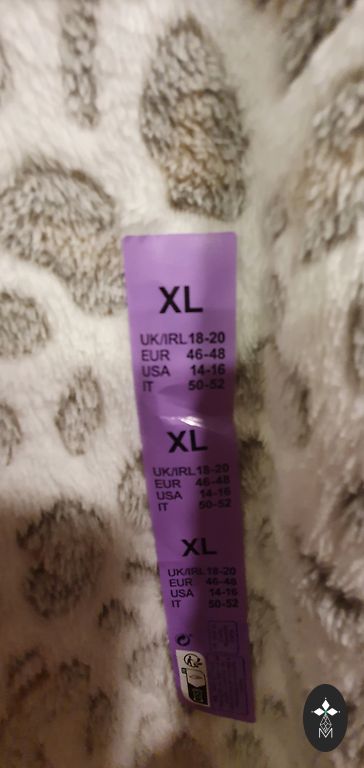 XL
UK/IRL 18-20
EUR 46-48
USA 14-16
IT 50-52
XL
UK/IRL 18-20
EUR 46-48
USA 14-16
IT 50-52
XL
UK/IRL 18-20
EUR 46-48
USA 14-16
IT 50-52
M